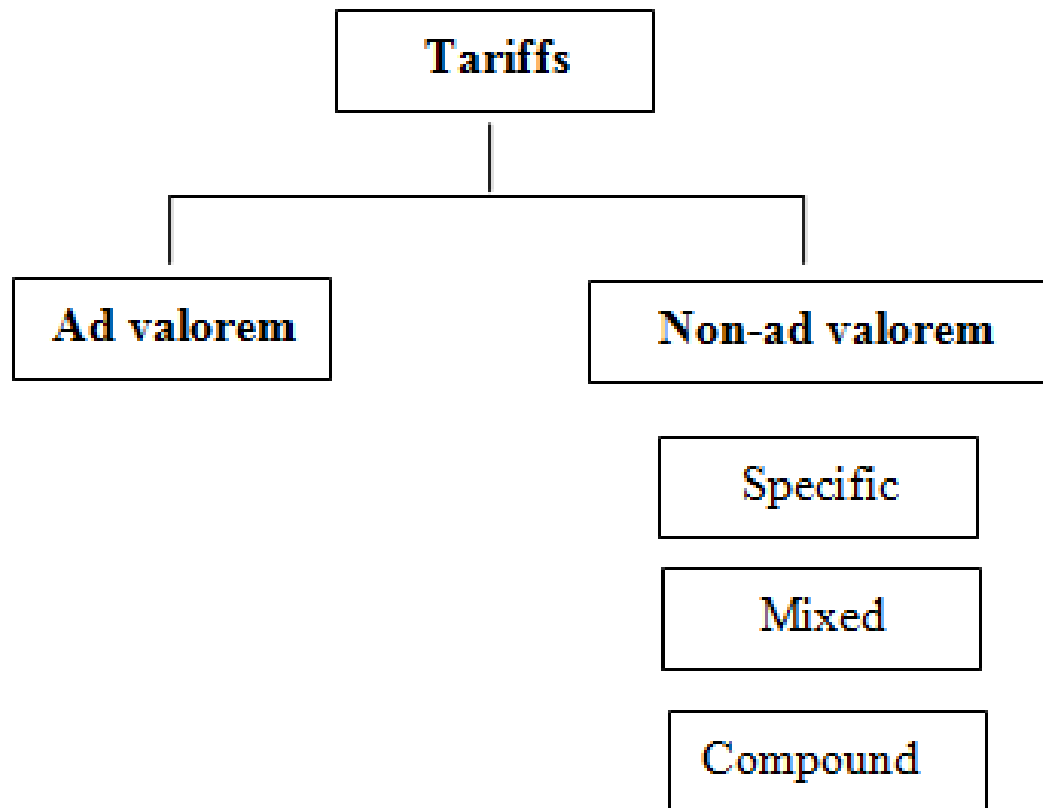 Tariffs
Ad valorem
Non-ad valorem
Specific
Mixed
Compound